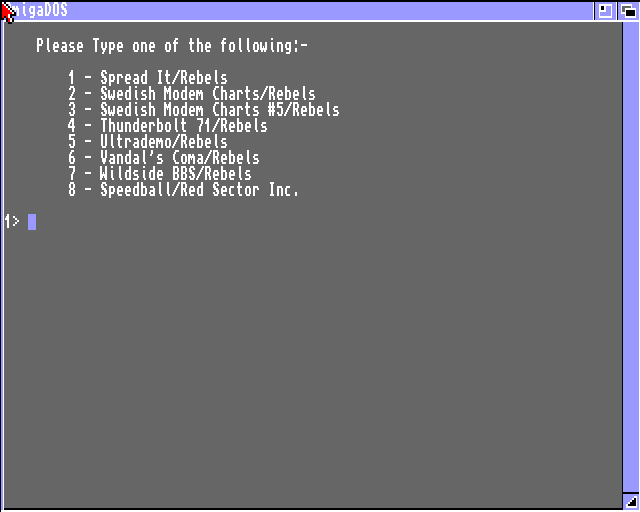 migaDOS
Please Type one of the following:-
1 - Spread It/Rebels
2 - Swedish Modem Charts/Rebels
3 - Swedish Modem Charts #5/Rebels
4 - Thunderbolt 71/Rebels
5 - Ultrademo/Rebels
6 - Vandal's Coma/Rebels
7 - Wildside BBS/Rebels
8 - Speedball/Red Sector Inc.
1>